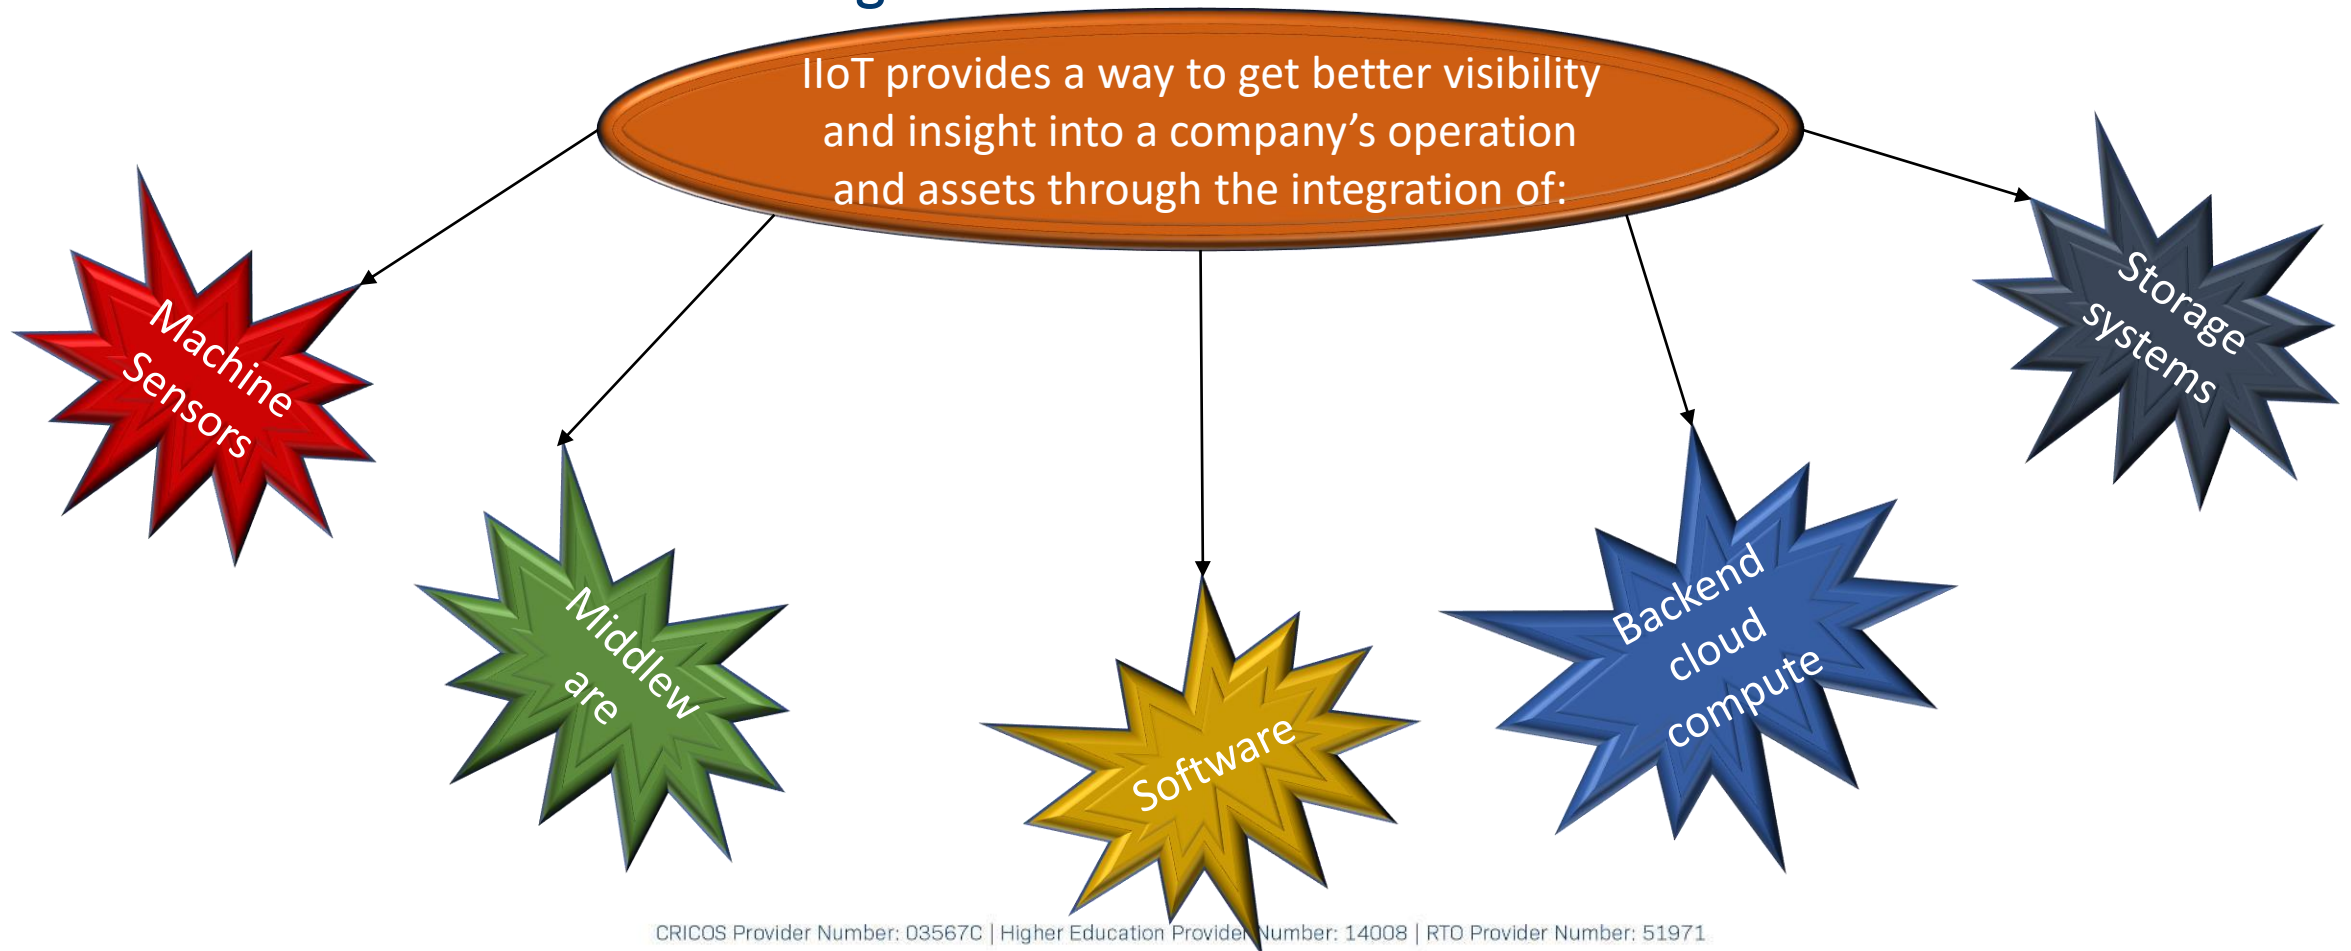 IIoT provides a way to get better visibility
and insight into a company’s operation
and assets through the integration of:
Machine
Sensors
Middlew
are
Software
Backend
cloud
compute
Storage
systems
CRICOS Provider Number: 03567C | Higher Education Provider Number: 14008 | RTO Provider Number: 51971